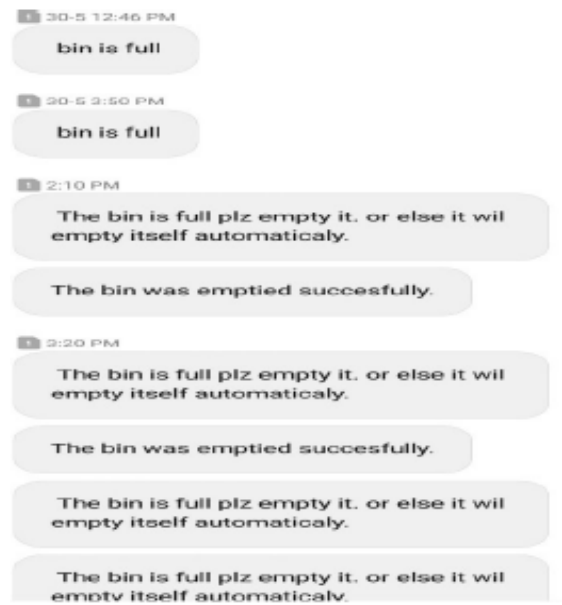 1 30-5 12:46 PM
bin is full
1 30-5 3:50 PM
bin is full
1 2:10 PM
The bin is full plz empty it. or else it wil
empty itself automaticaly.
The bin was emptied succesfully.
1 3:20 PM
The bin is full plz empty it. or else it wil
empty itself automaticaly.
The bin was emptied succesfully.
The bin is full plz empty it. or else it wil
empty itself automaticaly.
The bin is full plz empty it. or else it wil
empty itself automaticaly.